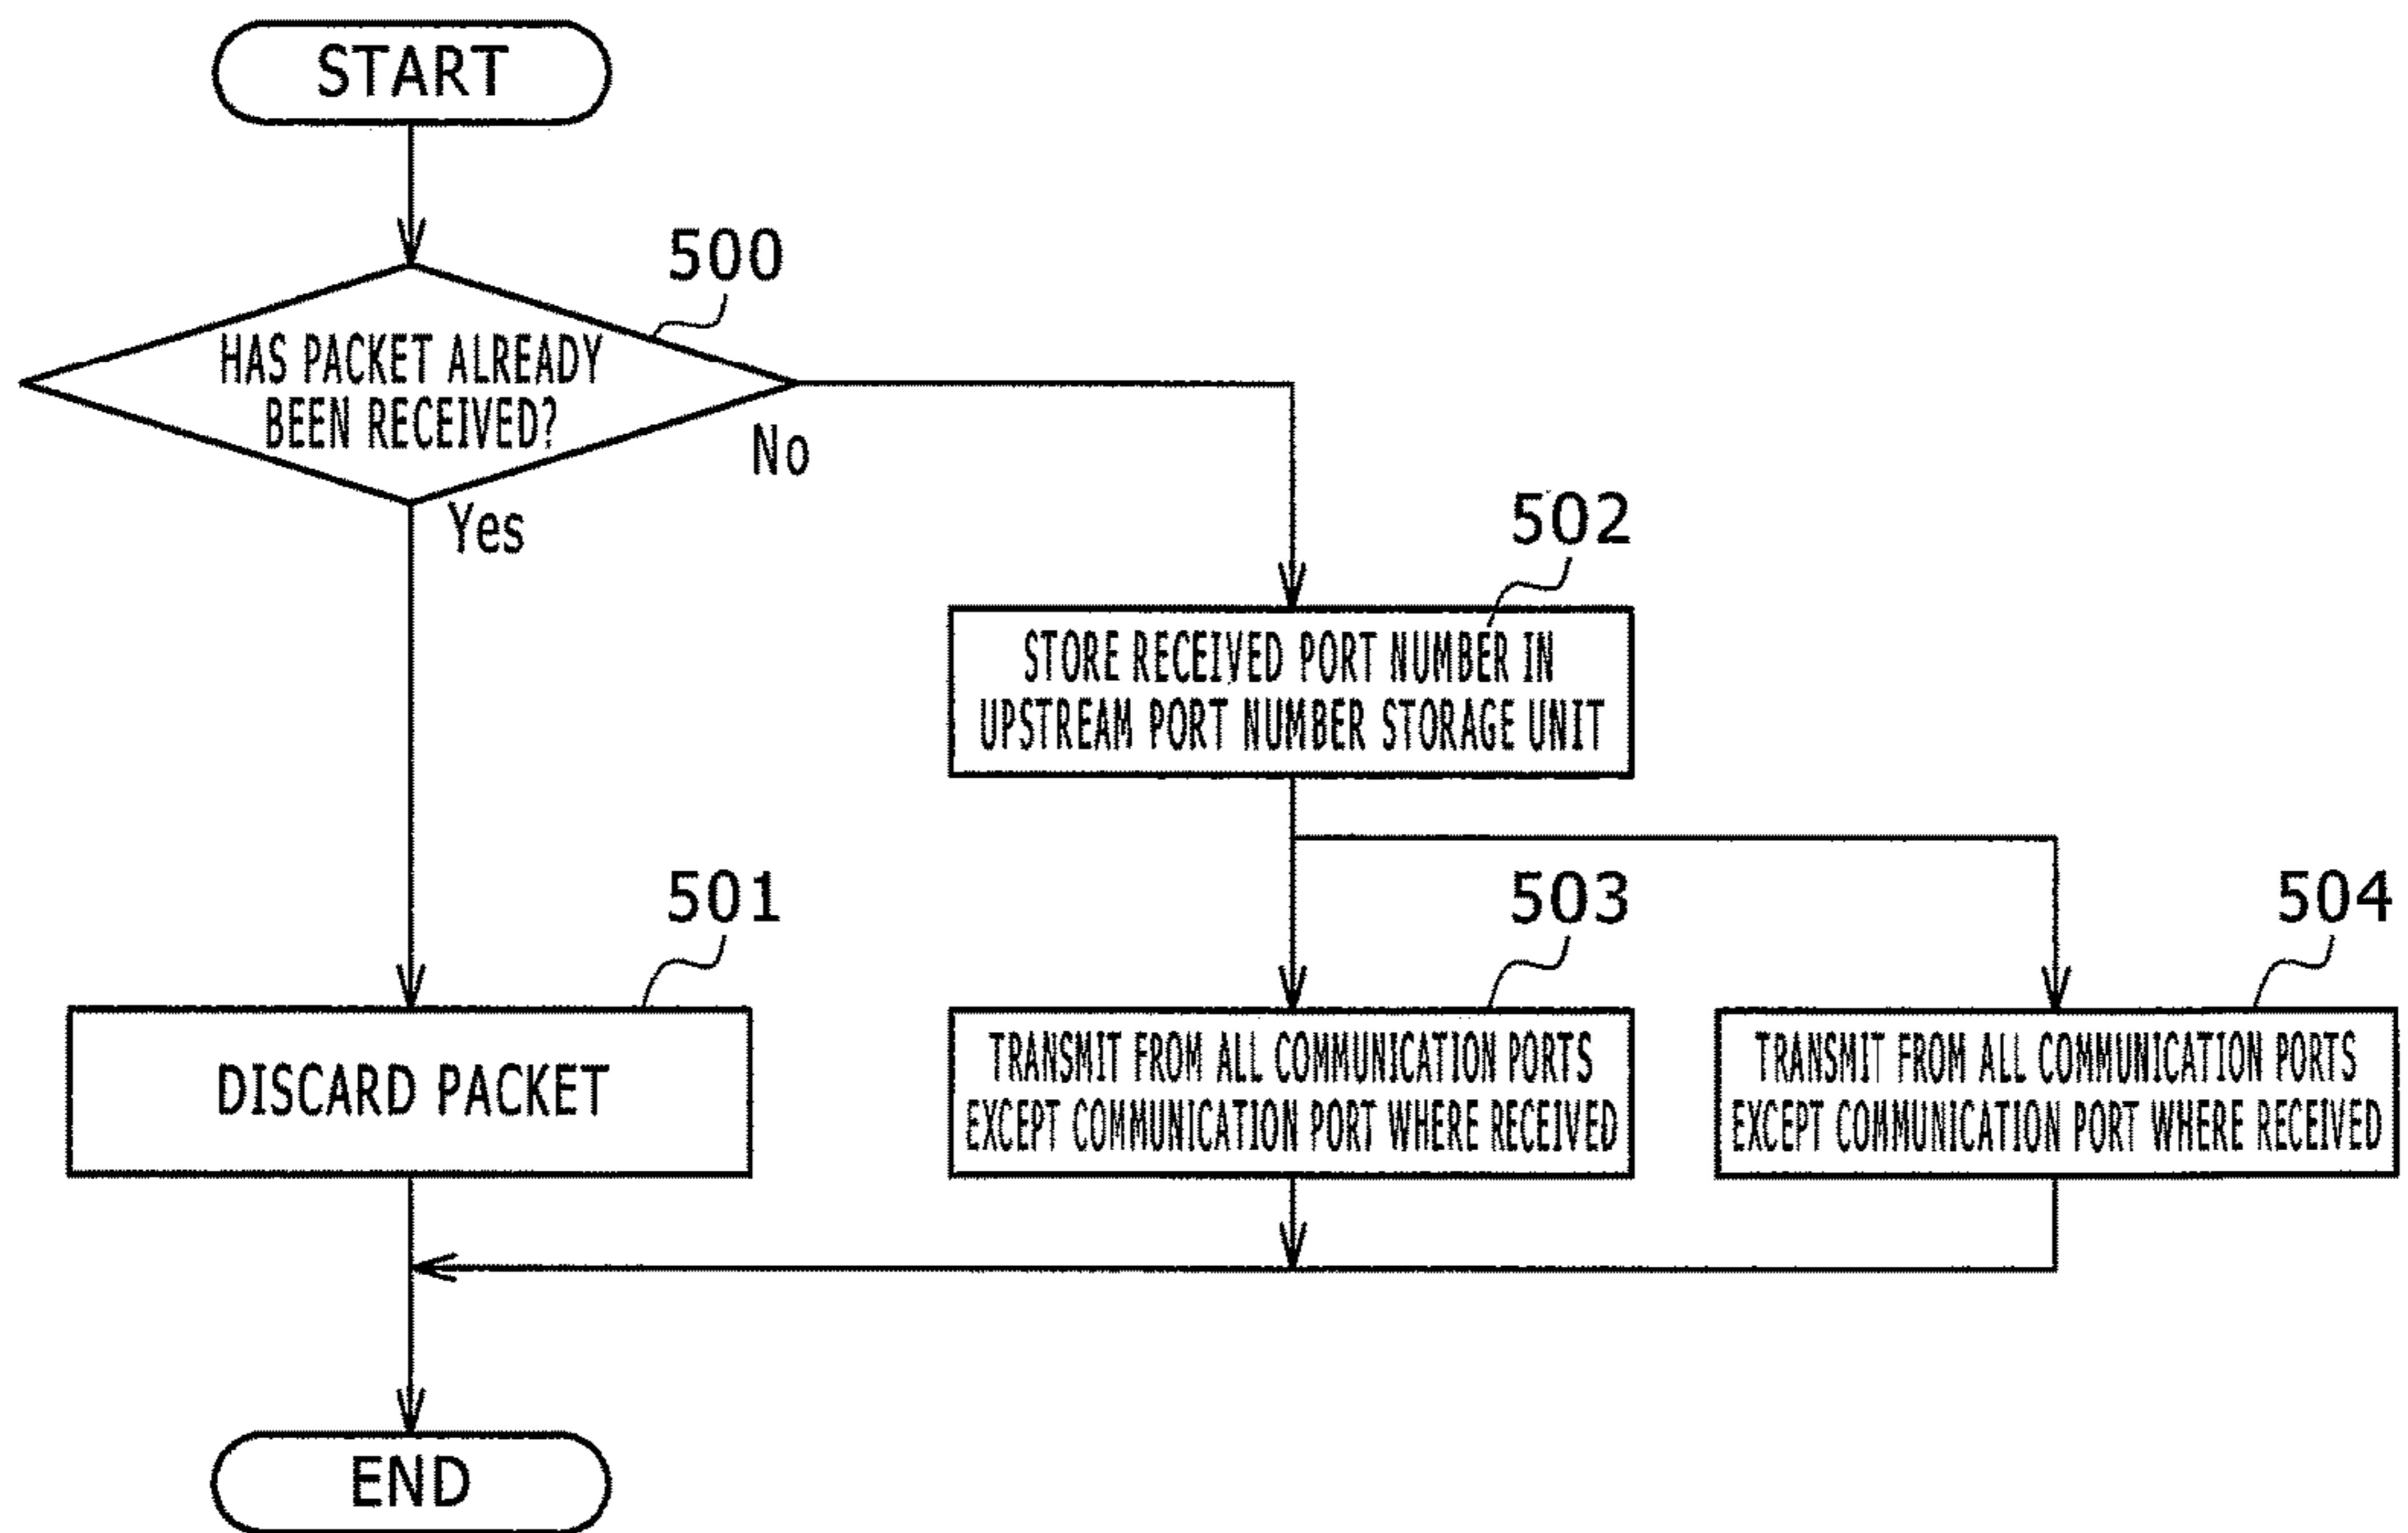 START
500
HAS PACKET ALREADY
BEEN RECEIVED?
No
Yes
502
STORE RECEIVED PORT NUMBER IN
UPSTREAM PORT NUMBER STORAGE UNIT
501
DISCARD PACKET
503
TRANSMIT FROM ALL COMMUNICATION PORTS
EXCEPT COMMUNICATION PORT WHERE RECEIVED
504
TRANSMIT FROM ALL COMMUNICATION PORTS
EXCEPT COMMUNICATION PORT WHERE RECEIVED
END